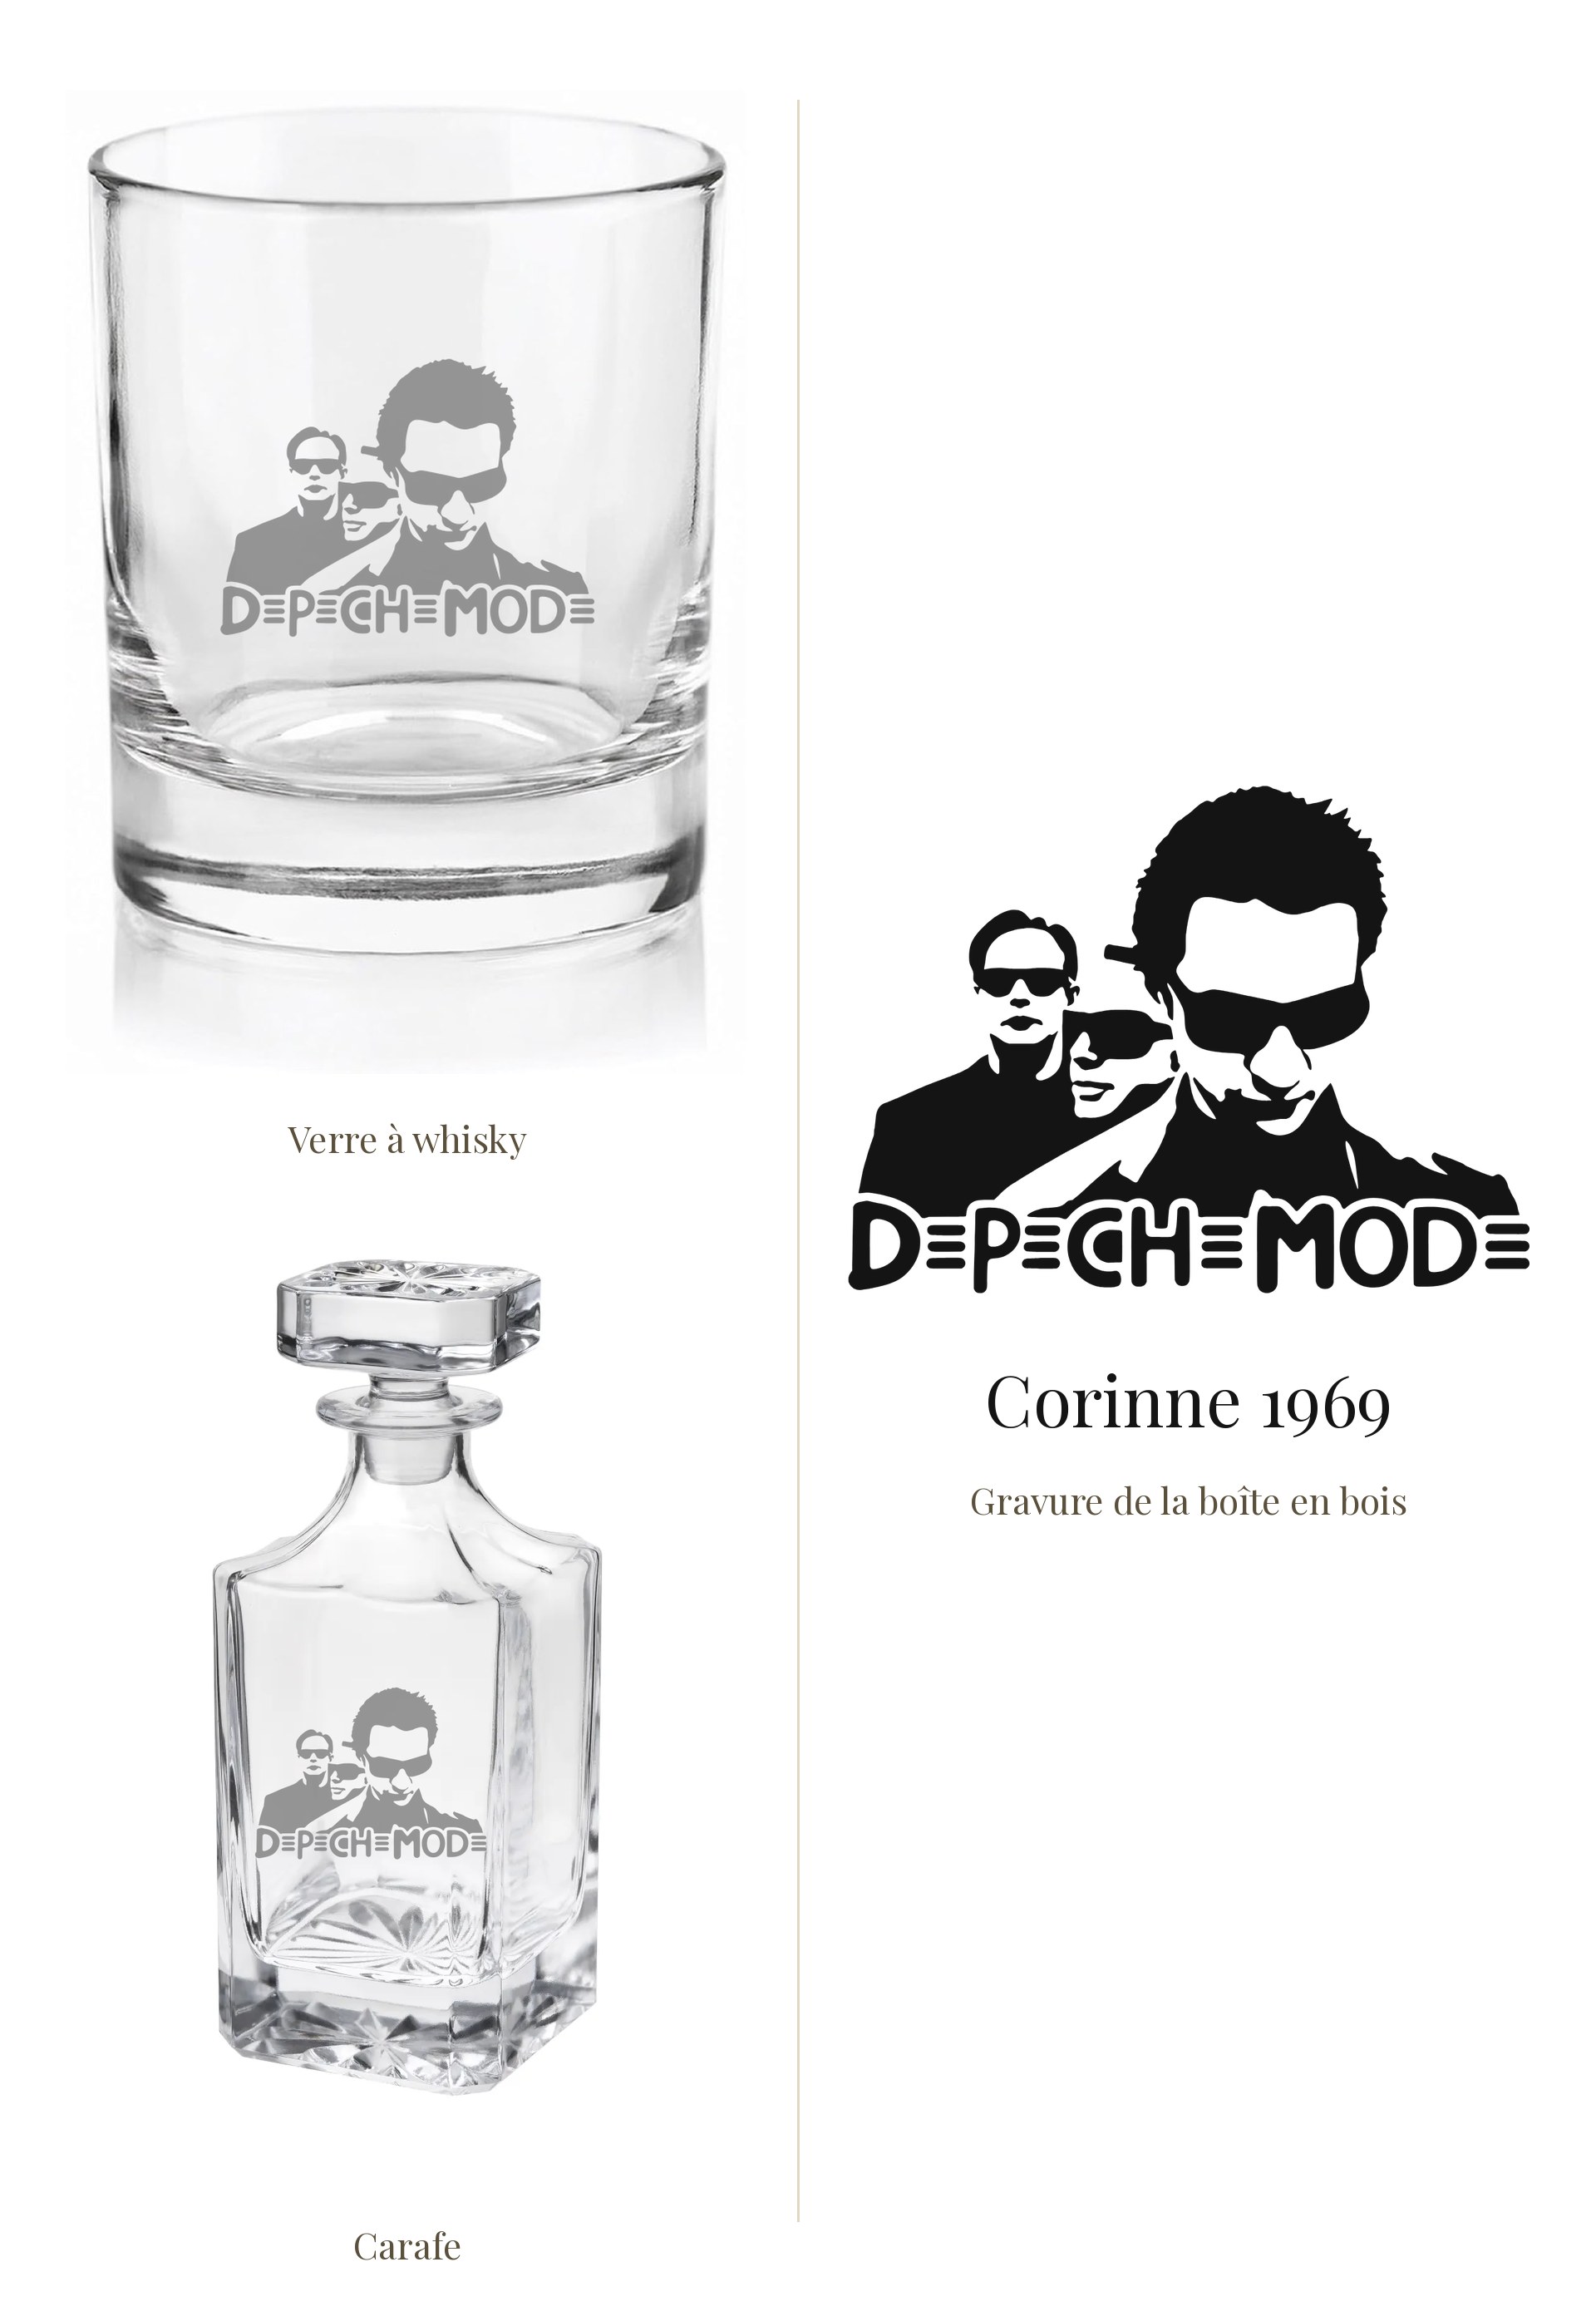 DEPECHE MODE
Verre à whisky
DEPECHE MODE
Carafe
DEPECHE MODE
Corinne 1969
Gravure de la boîte en bois